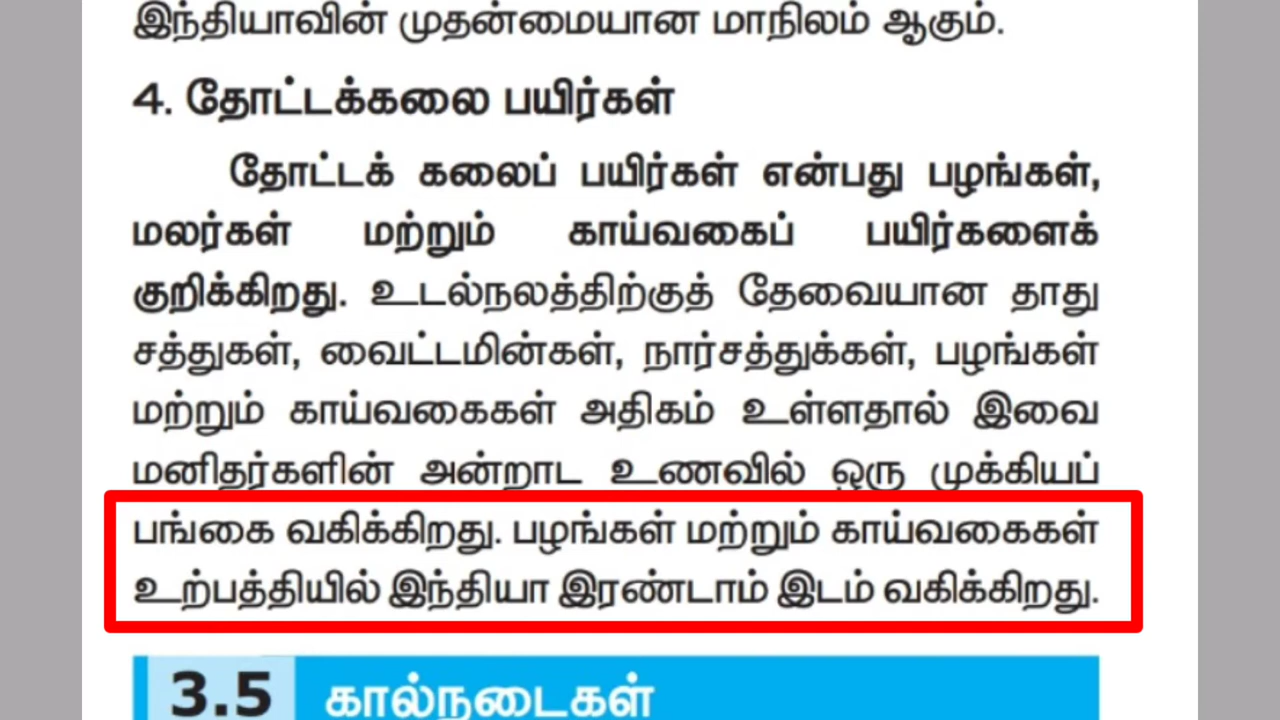 இந்தியாவின் முதன்மையான மாநிலம் ஆகும்.
4. தோட்டக்கலை பயிர்கள்
தோட்டக் கலைப் பயிர்கள் என்பது பழங்கள்,
மலர்கள் மற்றும் காய்வகைப் பயிர்களைக்
குறிக்கிறது. உடல்நலத்திற்குத் தேவையான தாது
சத்துகள், வைட்டமின்கள், நார்சத்துக்கள், பழங்கள்
மற்றும் காய்வகைகள் அதிகம் உள்ளதால் இவை
மனிதர்களின் அன்றாட உணவில் ஒரு முக்கியப்
பங்கை வகிக்கிறது. பழங்கள் மற்றும் காய்வகைகள்
உற்பத்தியில் இந்தியா இரண்டாம் இடம் வகிக்கிறது.
3.5 கால்நடைகள்